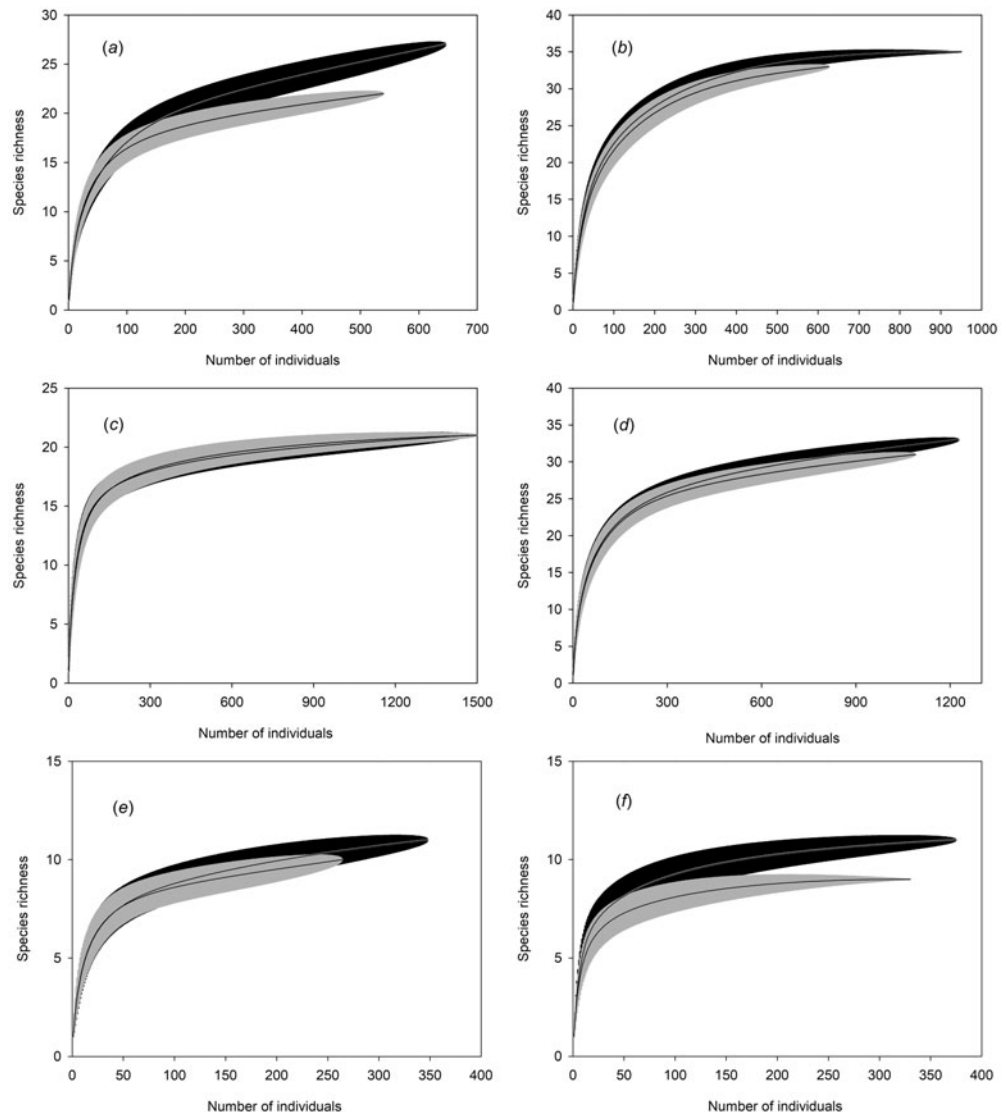 (a)
Species richness
30
25
20
15
10
5
0
0 100 200 300 400 500 600 700
Number of individuals
(b)
Species richness
40
35
30
25
20
15
10
5
0
0 100 200 300 400 500 600 700 800 900 1000
Number of individuals
(c)
Species richness
25
20
15
10
5
0
0 300 600 900 1200 1500
Number of individuals
(d)
Species richness
40
35
30
25
20
15
10
5
0
0 300 600 900 1200
Number of individuals
(e)
Species richness
15
10
5
0
0 50 100 150 200 250 300 350 400
Number of individuals
(f)
Species richness
15
10
5
0
0 50 100 150 200 250 300 350 400
Number of individuals